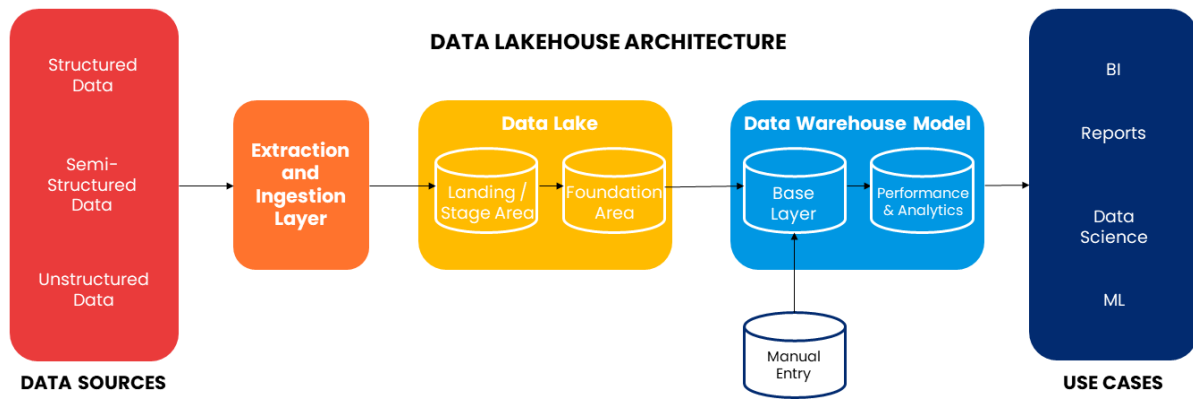 DATA LAKEHOUSE ARCHITECTURE
Structured
Data
Semi-
Structured
Data
Unstructured
Data
DATA SOURCES
Extraction
and
Ingestion
Layer
Data Lake
Landing /
Stage Area
Foundation
Area
Data Warehouse Model
Base
Layer
Performance
& Analytics
Manual
Entry
BI
Reports
Data
Science
ML
USE CASES